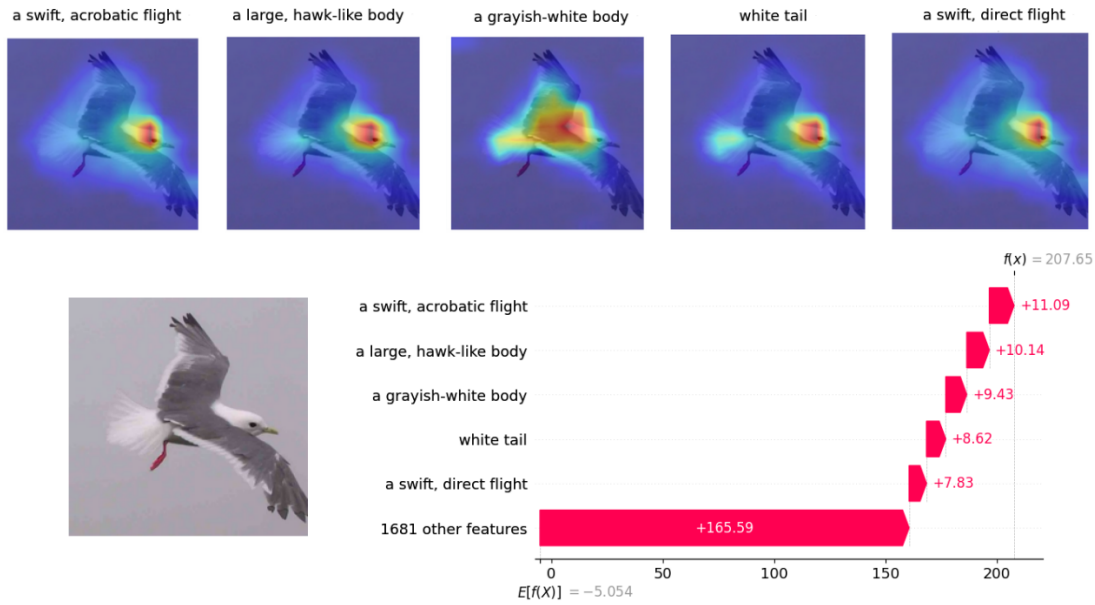 a swift, acrobatic flight
a large, hawk-like body
a grayish-white body
white tail
a swift, direct flight
f(x) = 207.65
a swift, acrobatic flight +11.09
a large, hawk-like body +10.14
a grayish-white body +9.43
white tail +8.62
a swift, direct flight +7.83
1681 other features +165.59
0 50 100 150 200
E[f(X)] = −5.054